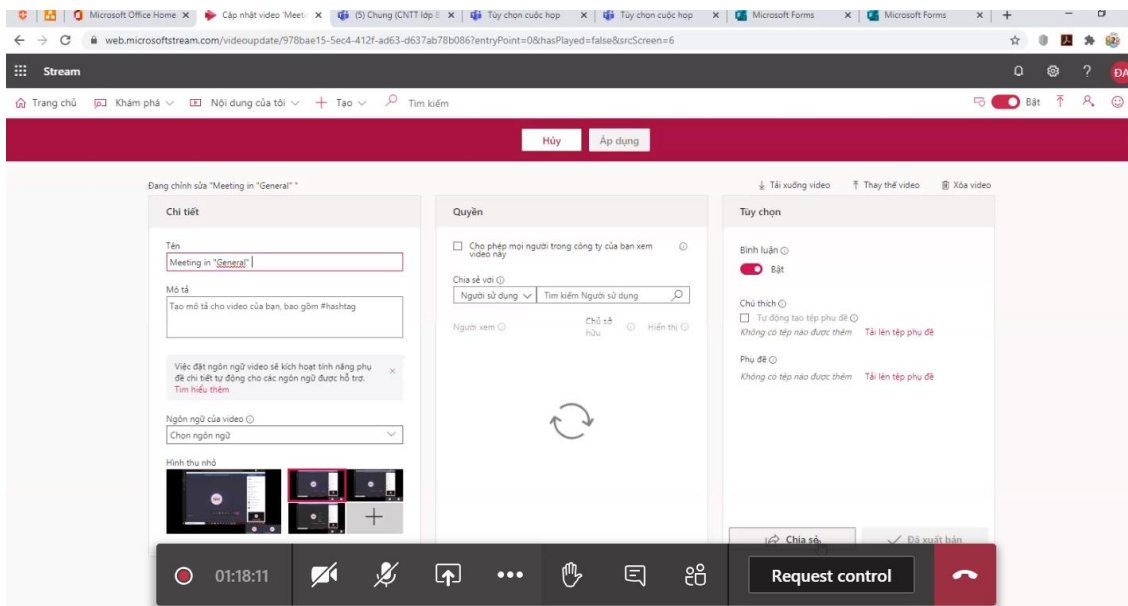 Microsoft Office Home
Cập nhật video 'Meeti
(5) Chung (CNTT lớp 8
Tùy chọn cuộc họp
Tùy chọn cuộc họp
Microsoft Forms
Microsoft Forms
web.microsoftstream.com/videoupdate/978bae15-5ec4-412f-ad63-d637ab78b086?entryPoint=0&hasPlayed=false&srcScreen=6
Stream
ĐA
Trang chủ
Khám phá
Nội dung của tôi
Tạo
Tìm kiếm
Bật
Hủy
Áp dụng
Đang chỉnh sửa "Meeting in "General" "
Tải xuống video
Thay thế video
Xóa video
Chi tiết
Tên
Meeting in "General"
Mô tả
Tạo mô tả cho video của bạn, bao gồm #hashtag
Việc đặt ngôn ngữ video sẽ kích hoạt tính năng phụ
đề chi tiết tự động cho các ngôn ngữ được hỗ trợ.
Tìm hiểu thêm
Ngôn ngữ của video
Chọn ngôn ngữ
Hình thu nhỏ
Quyền
Cho phép mọi người trong công ty của bạn xem
video này
Chia sẻ với
Người sử dụng
Tìm kiếm Người sử dụng
Người xem
Chủ sở
hữu
Hiển thị
Tùy chọn
Bình luận
Bật
Chú thích
Tự động tạo tệp phụ đề
Không có tệp nào được thêm Tải lên tệp phụ đề
Phụ đề
Không có tệp nào được thêm Tải lên tệp phụ đề
Chia sẻ
Đã xuất bản
01:18:11
Request control